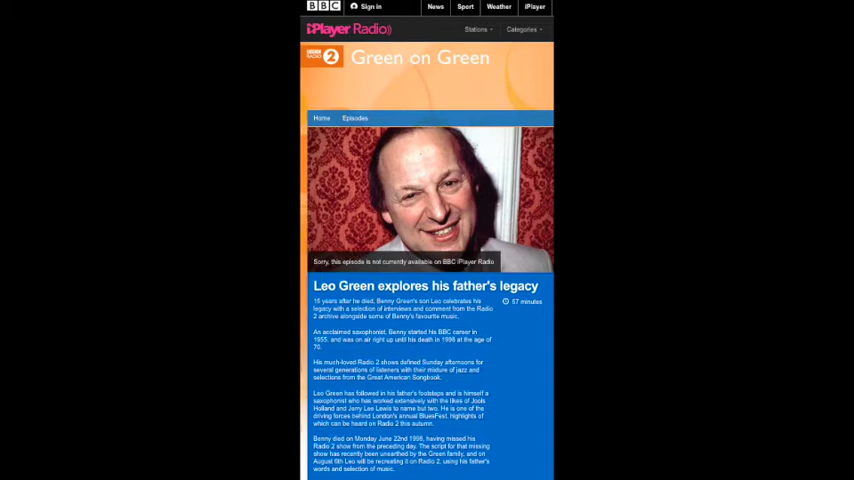 BBC Sign in News Sport Weather iPlayer
iPlayer Radio Stations Categories
BBC RADIO 2 Green on Green
Home Episodes
Sorry, this episode is not currently available on BBC iPlayer Radio
Leo Green explores his father's legacy
15 years after he died, Benny Green's son Leo celebrates his
legacy with a selection of interviews and comment from the Radio
2 archive alongside some of Benny's favourite music.
57 minutes
An acclaimed saxophonist, Benny started his BBC career in
1955, and was on air right up until his death in 1998 at the age of
70.
His much-loved Radio 2 shows defined Sunday afternoons for
several generations of listeners with their mixture of jazz and
selections from the Great American Songbook.
Leo Green has followed in his father's footsteps and is himself a
saxophonist who has worked extensively with the likes of Jools
Holland and Jerry Lee Lewis to name but two. He is one of the
driving forces behind London's annual BluesFest, highlights of
which can be heard on Radio 2 this autumn.
Benny died on Monday June 22nd 1998, having missed his
Radio 2 show from the preceding day. The script for that missing
show has recently been unearthed by the Green family, and on
August 6th Leo will be recreating it on Radio 2, using his father's
words and selection of music.